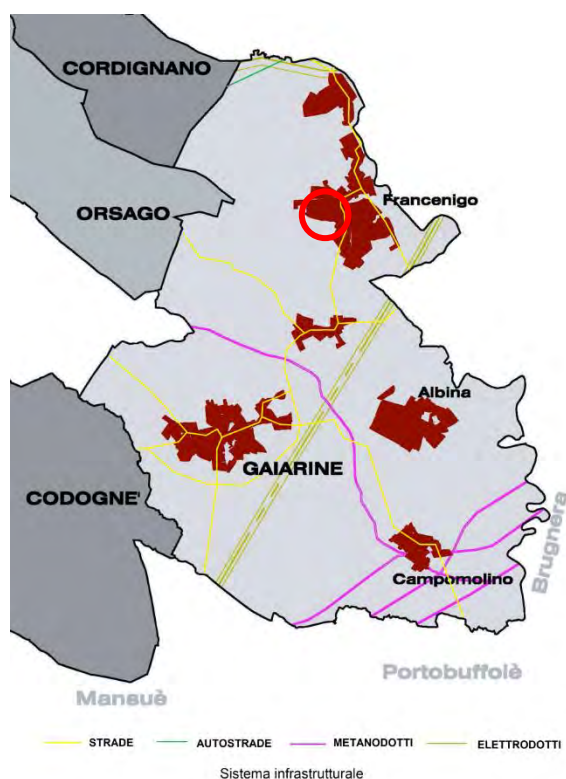 CORDIGNANO
ORSAGO
Francenigo
Albina
GAIARINE
CODOGNE'
Campomolino
Brugnera
Portobuffolè
Mansuè
STRADE AUTOSTRADE METANODOTTI ELETTRODOTTI
Sistema infrastrutturale